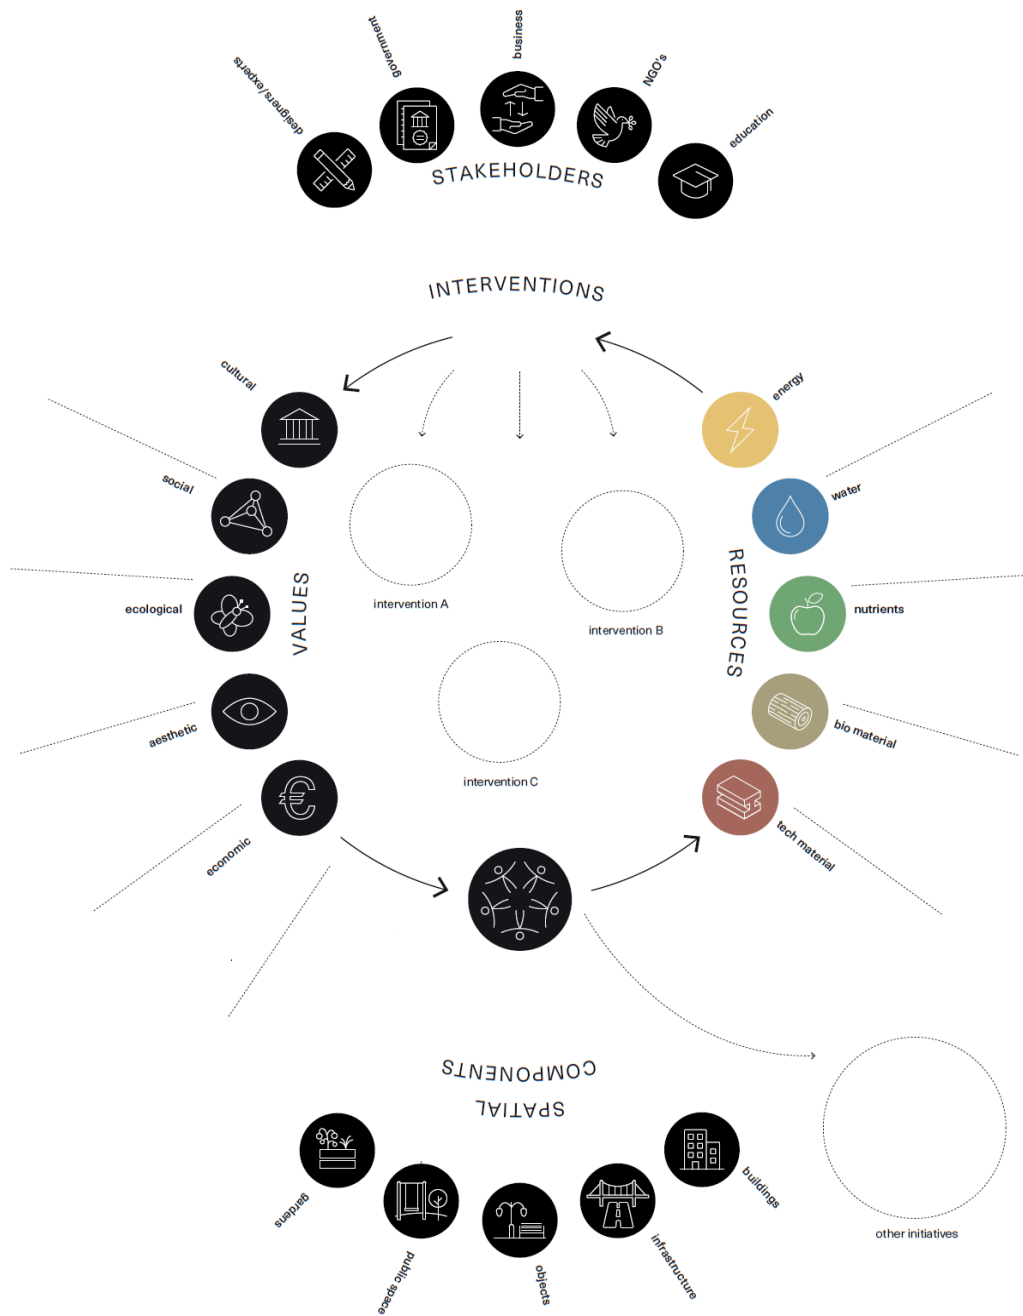 designers/experts
government
business
NGO's
education
STAKEHOLDERS
INTERVENTIONS
cultural
social
ecological
aesthetic
economic
VALUES
intervention A
intervention B
intervention C
energy
water
nutrients
bio material
tech material
RESOURCES
SPATIAL
COMPONENTS
gardens
public space
objects
infrastructure
buildings
other initiatives